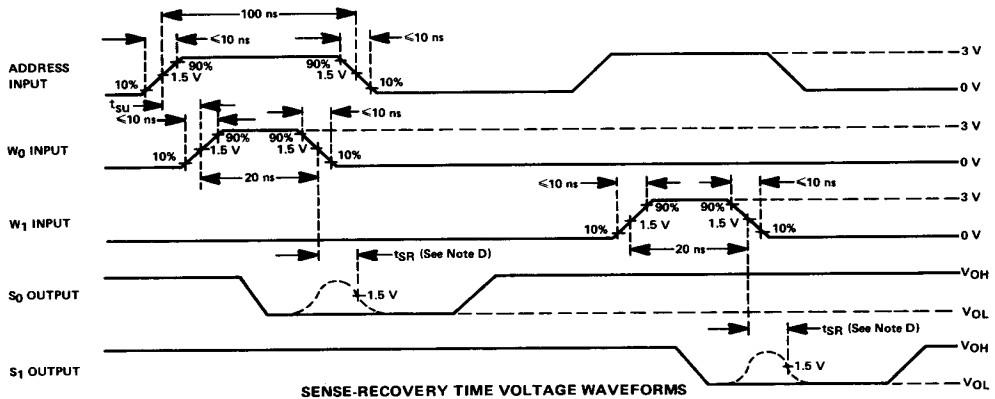 100 ns
≤10 ns
≤10 ns
ADDRESS
INPUT
90%
90%
1.5 V
1.5 V
10%
10%
3 V
0 V
tsu
≤10 ns
≤10 ns
W0 INPUT
90%
90%
1.5 V
1.5 V
10%
10%
3 V
0 V
20 ns
≤10 ns
≤10 ns
W1 INPUT
90%
90%
1.5 V
1.5 V
10%
10%
3 V
0 V
20 ns
tSR (See Note D)
S0 OUTPUT
1.5 V
VOH
VOL
tSR (See Note D)
S1 OUTPUT
1.5 V
VOH
VOL
SENSE-RECOVERY TIME VOLTAGE WAVEFORMS